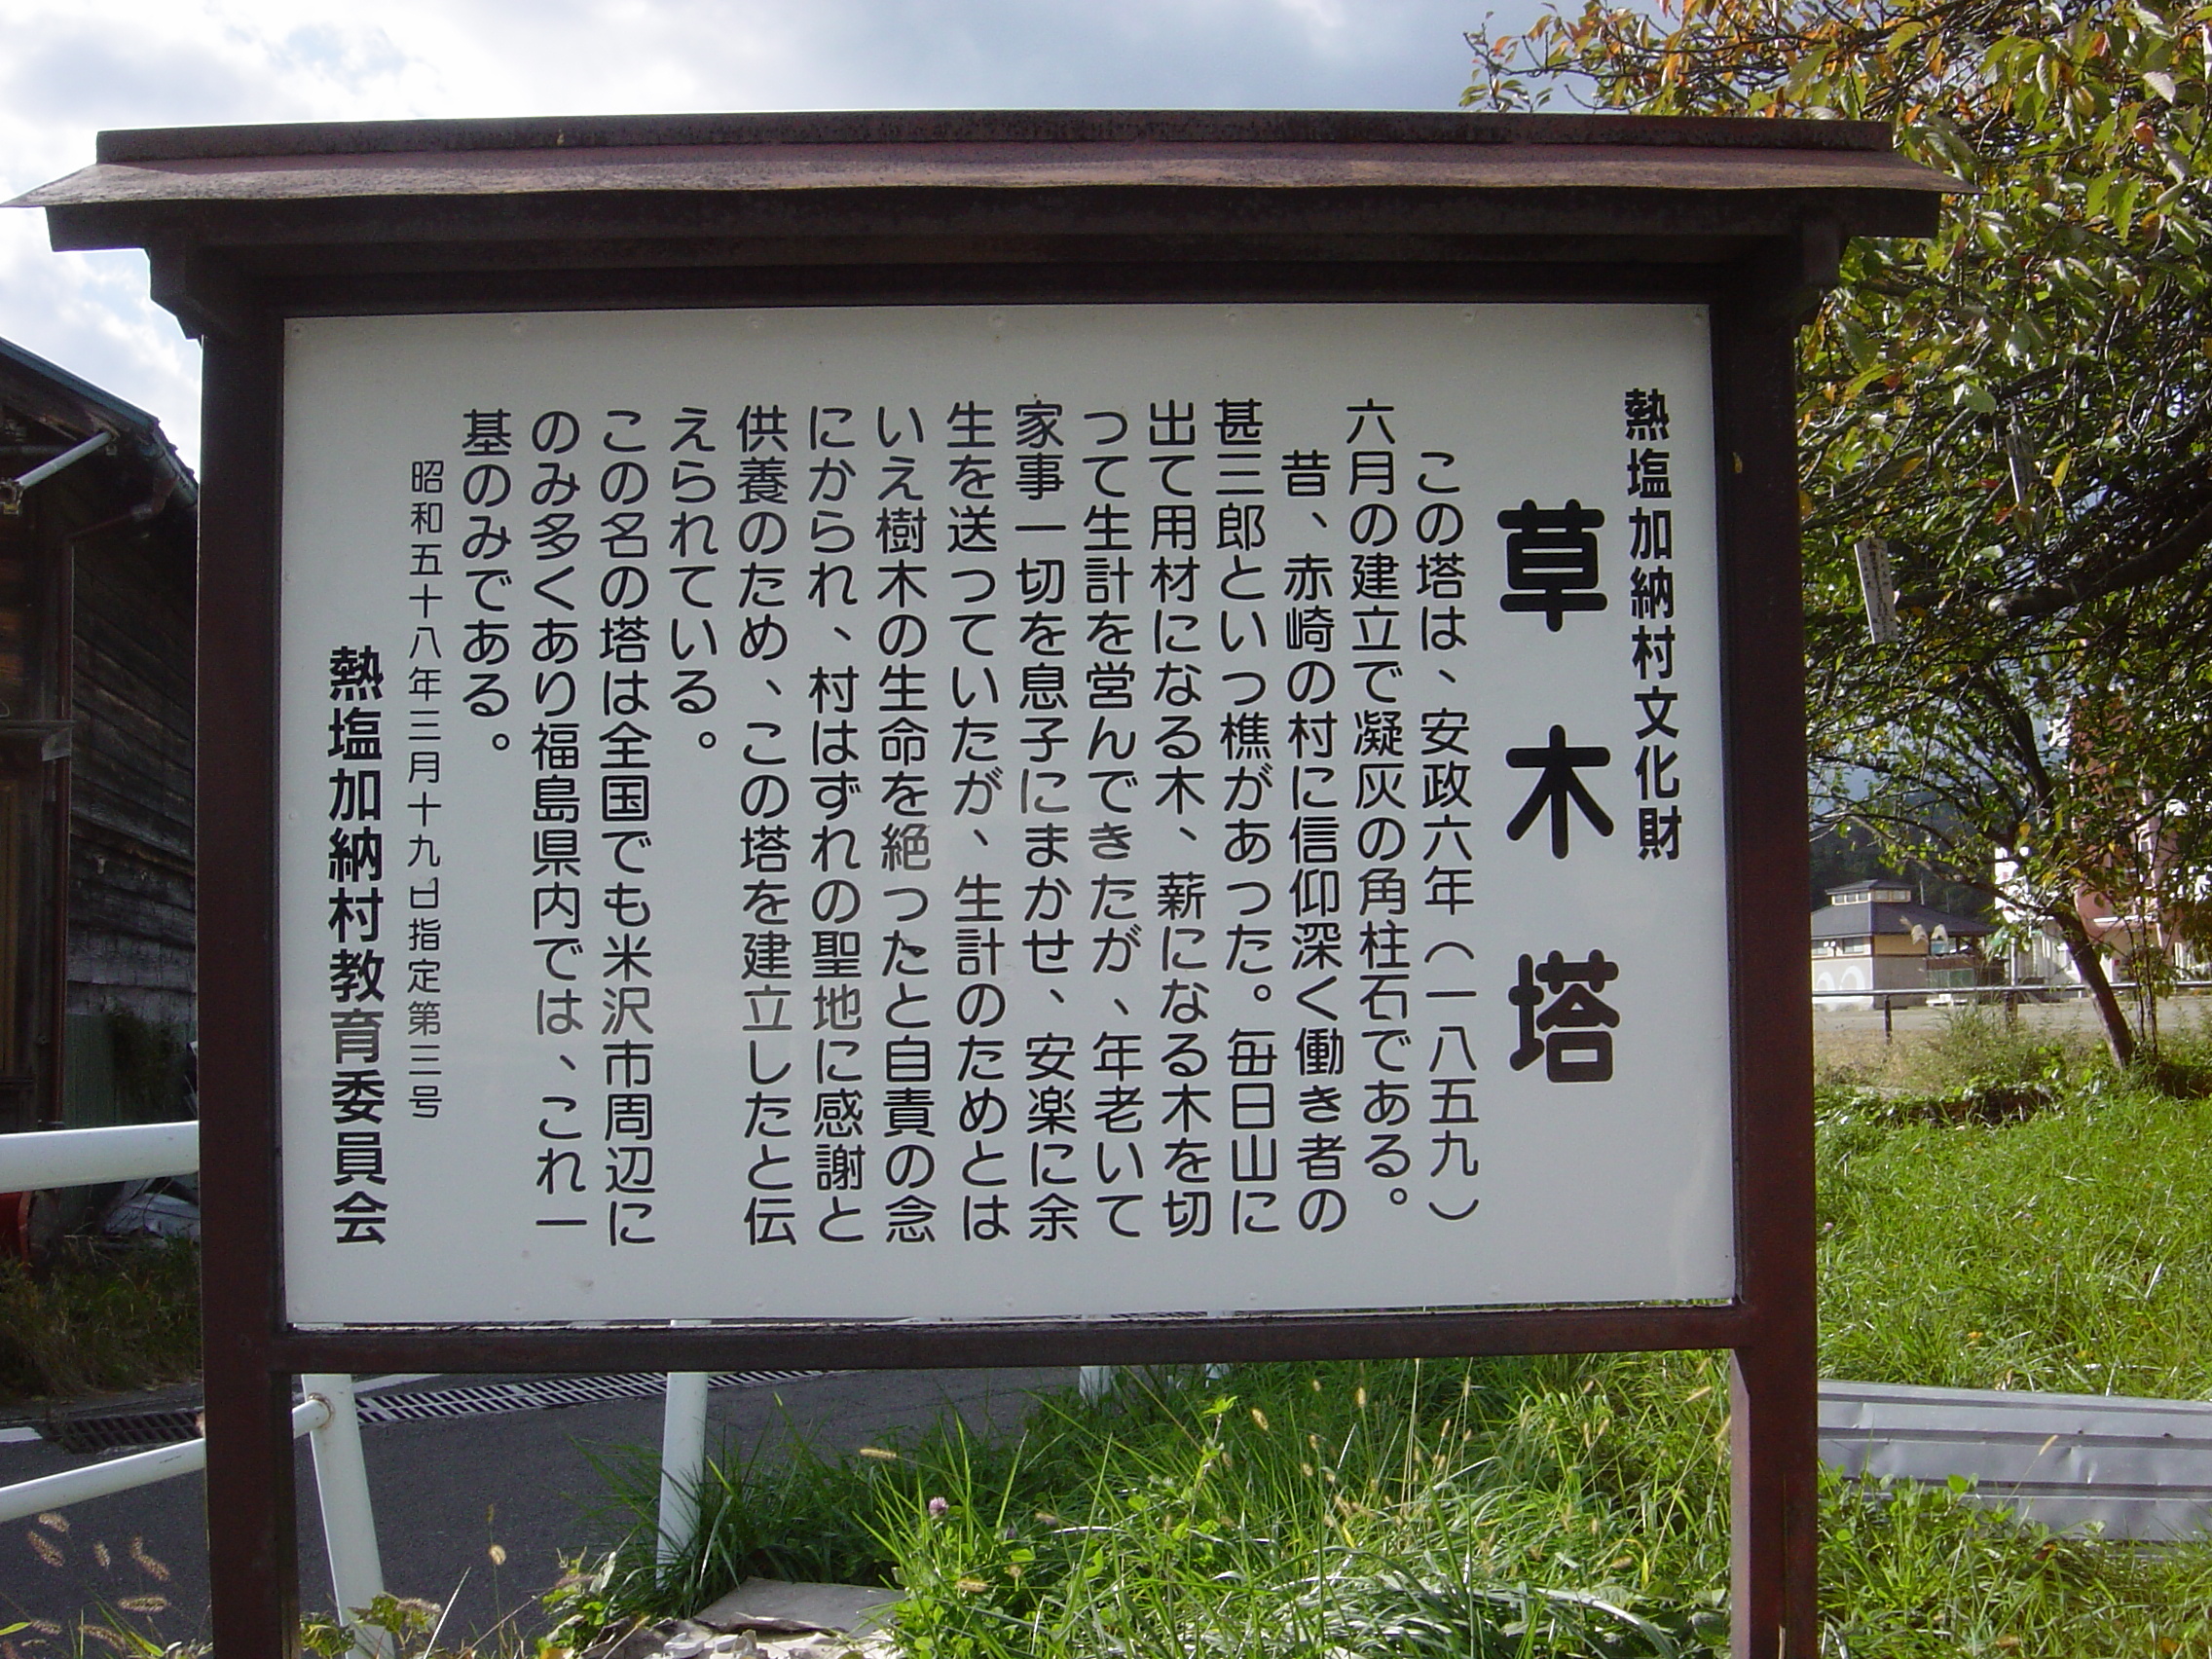 熱塩加納村文化財
草木塔
この塔は、安政六年（一八五九）
六月の建立で凝灰の角柱石である。
昔、赤崎の村に信仰深く働き者の
甚三郎といつ樵があった。毎日山に
出て用材になる木、薪になる木を切
つて生計を営んできたが、年老いて
家事一切を息子にまかせ、安楽に余
生を送っていたが、生計のためとは
いえ樹木の生命を絶つたと自責の念
にかられ、村はずれの聖地に感謝と
供養のため、この塔を建立したと伝
えられている。
この名の塔は全国でも米沢市周辺に
のみ多くあり福島県内では、これ一
基のみである。
昭和五十八年三月十九日指定第三号
熱塩加納村教育委員会